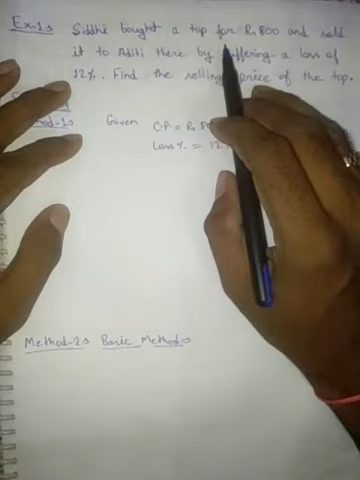 Ex-1→ Siddhi bought a top for Rs 800 and sold
it to Aditi there by suffering a loss of
12%. Find the selling price of the top.
Given C.P. = Rs
Loss % = 12
Method-2→ Basic Method→